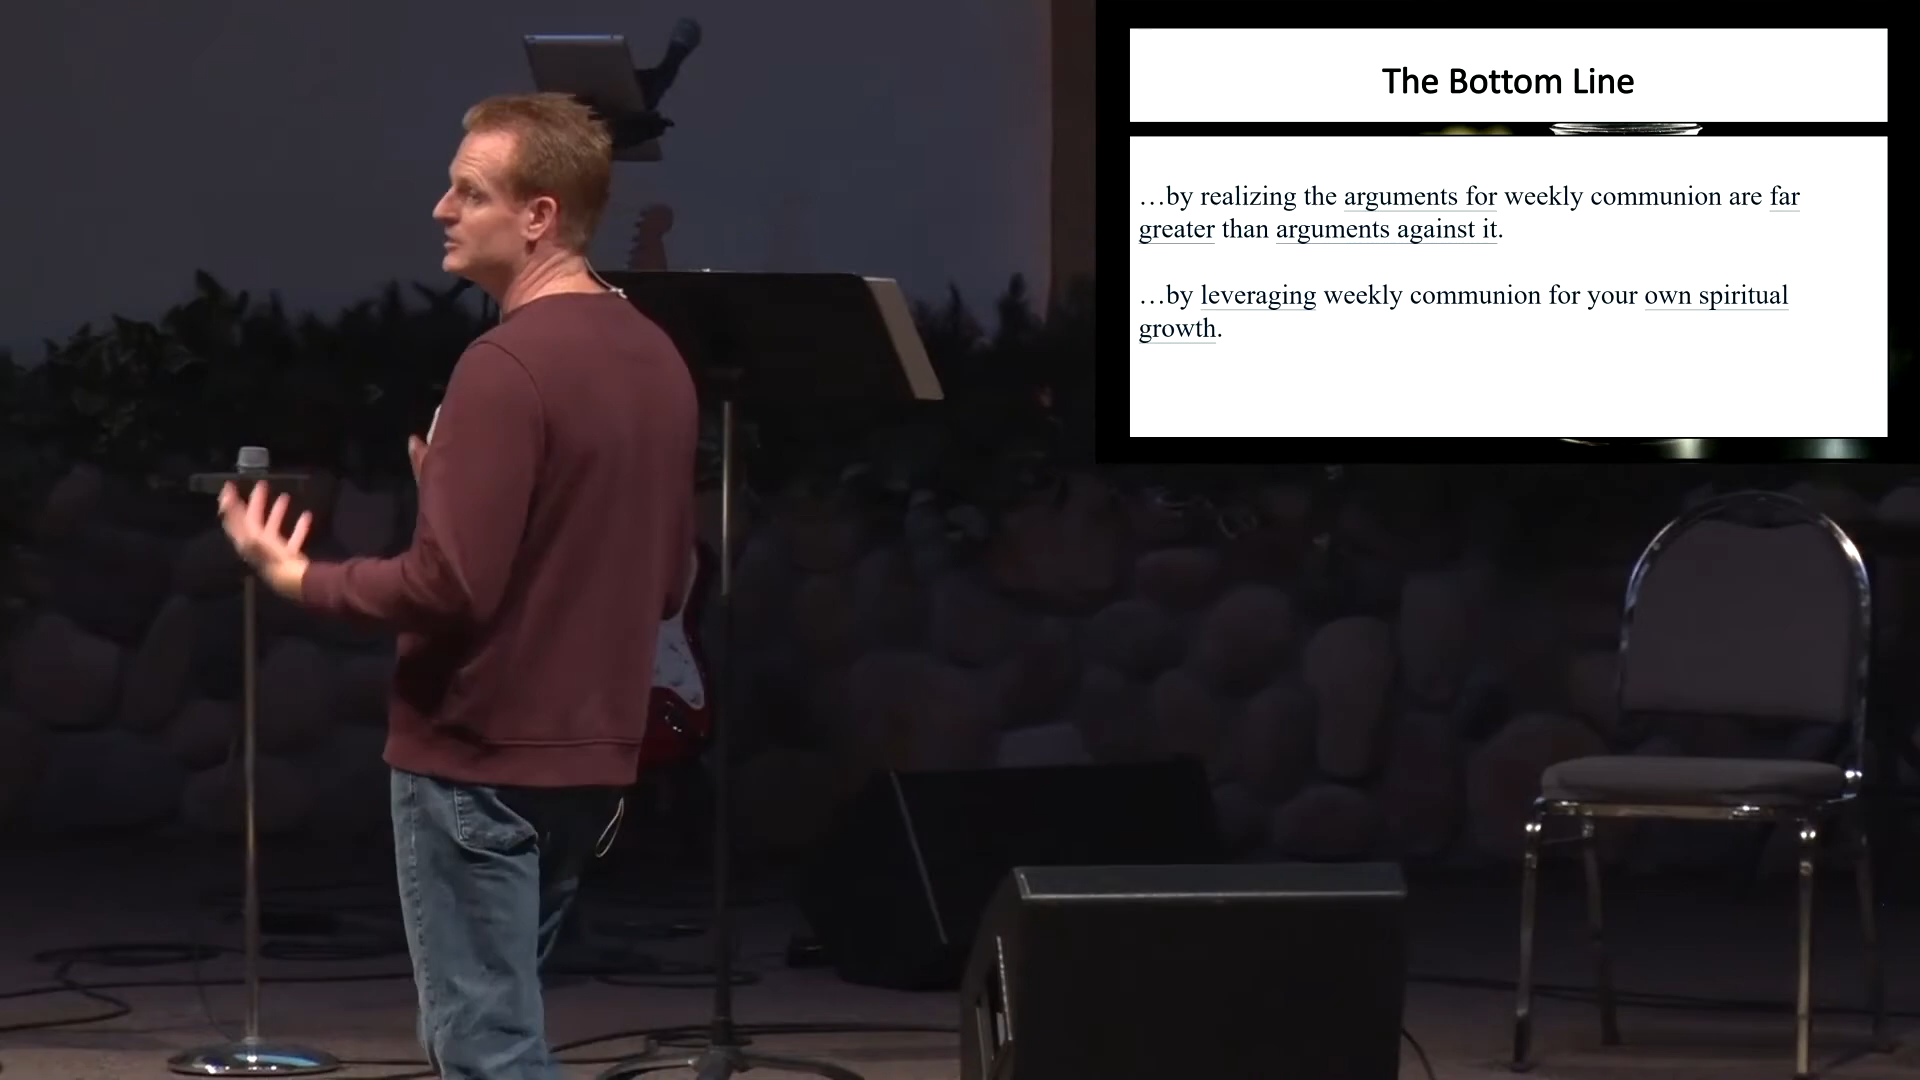 The Bottom Line
…by realizing the arguments for weekly communion are far
greater than arguments against it.
…by leveraging weekly communion for your own spiritual
growth.